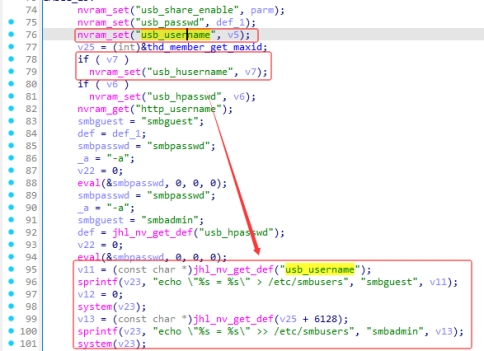 74 nvram_set("usb_share_enable", parm);
75 nvram_set("usb_passwd", def_1);
76 nvram_set("usb_username", v5);
77 v25 = (int)&thd_member_get_maxid;
78 if ( v7 )
79 nvram_set("usb_husername", v7);
80 if ( v6 )
81 nvram_set("usb_hpasswd", v6);
82 nvram_get("http_username");
83 smbguest = "smbguest";
84 def = def_1;
85 smbpasswd = "smbpasswd";
86 _a = "-a";
87 v22 = 0;
88 eval(&smbpasswd, 0, 0, 0);
89 smbpasswd = "smbpasswd";
90 _a = "-a";
91 smbguest = "smbadmin";
92 def = jhl_nv_get_def("usb_hpasswd");
93 v22 = 0;
94 eval(&smbpasswd, 0, 0, 0);
95 v11 = (const char *)jhl_nv_get_def("usb_username");
96 sprintf(v23, "echo \"%s = %s\" > /etc/smbusers", "smbguest", v11);
97 v12 = 0;
98 system(v23);
99 v13 = (const char *)jhl_nv_get_def(v25 + 6128);
100 sprintf(v23, "echo \"%s = %s\" >> /etc/smbusers", "smbadmin", v13);
101 system(v23);